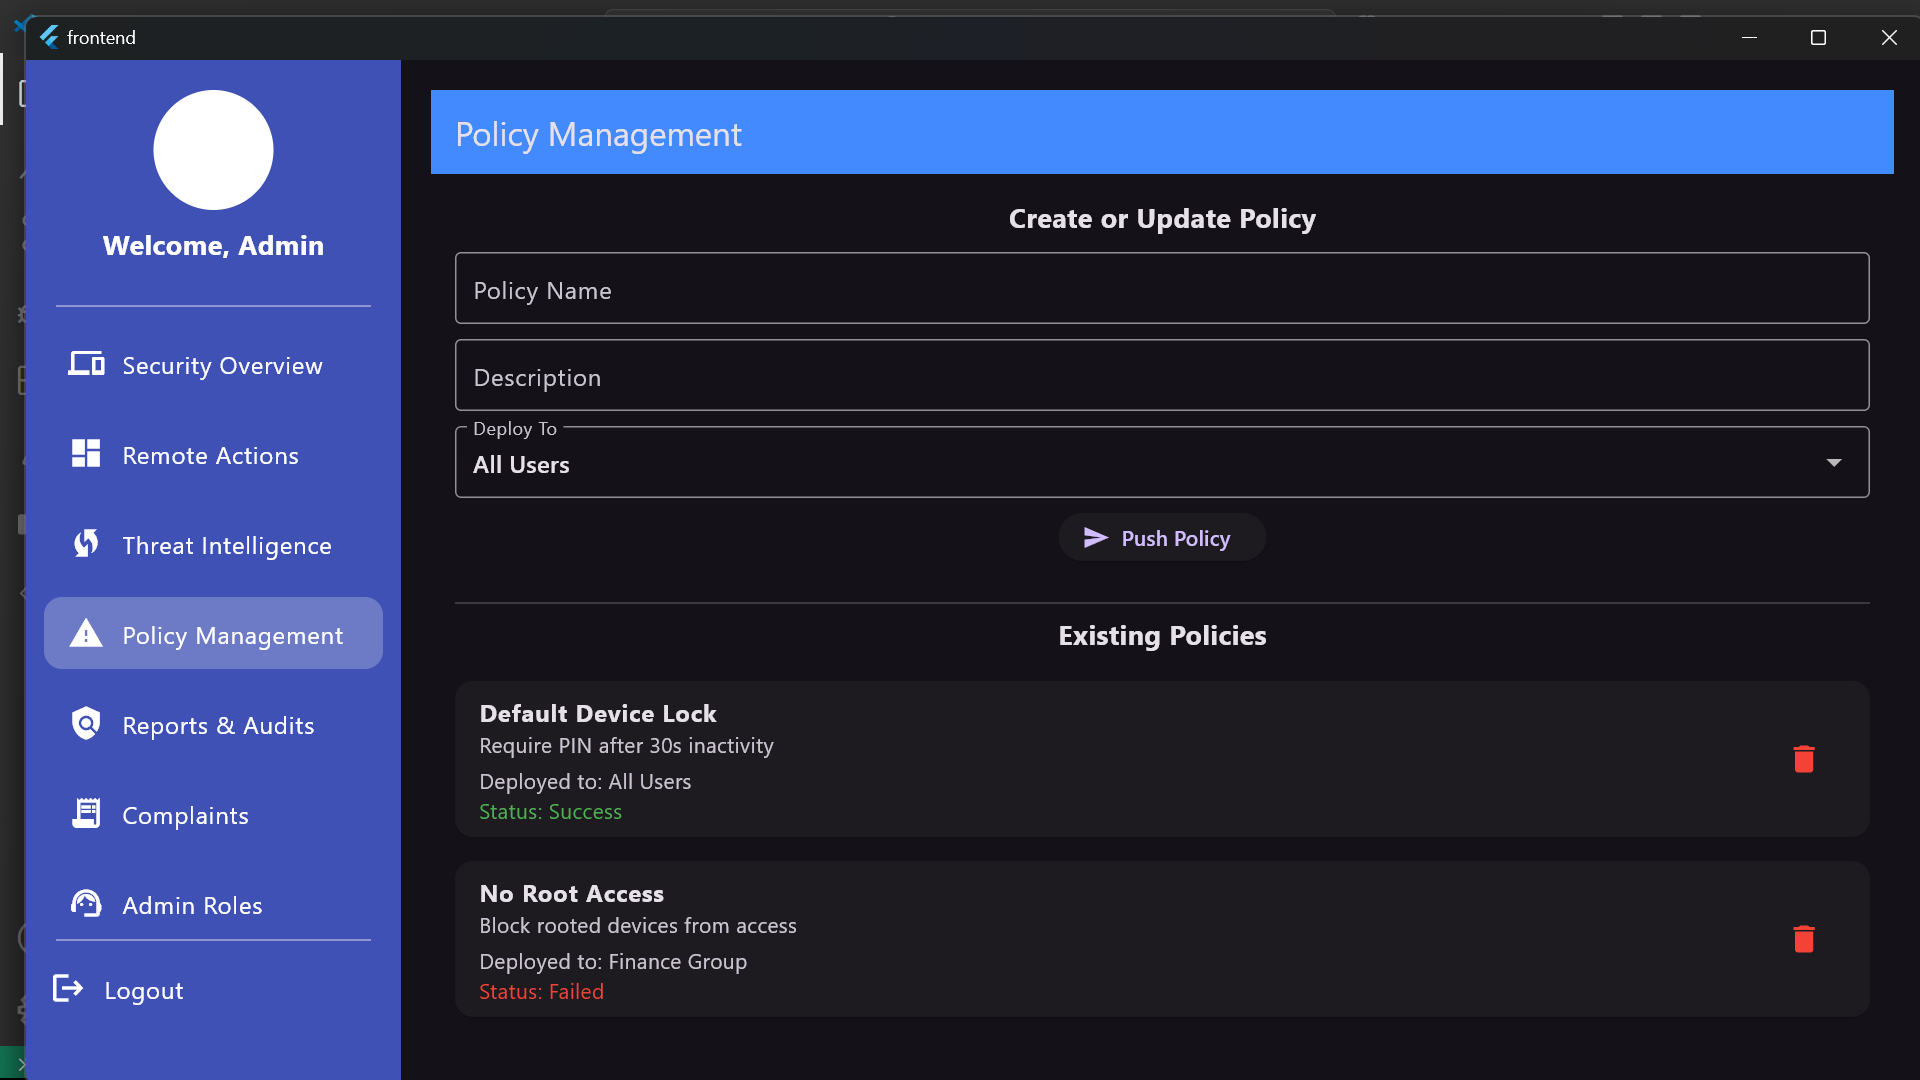 frontend
Welcome, Admin
Security Overview
Remote Actions
Threat Intelligence
Policy Management
Reports & Audits
Complaints
Admin Roles
Logout
Policy Management
Create or Update Policy
Policy Name
Description
Deploy To
All Users
Push Policy
Existing Policies
Default Device Lock
Require PIN after 30s inactivity
Deployed to: All Users
Status: Success
No Root Access
Block rooted devices from access
Deployed to: Finance Group
Status: Failed